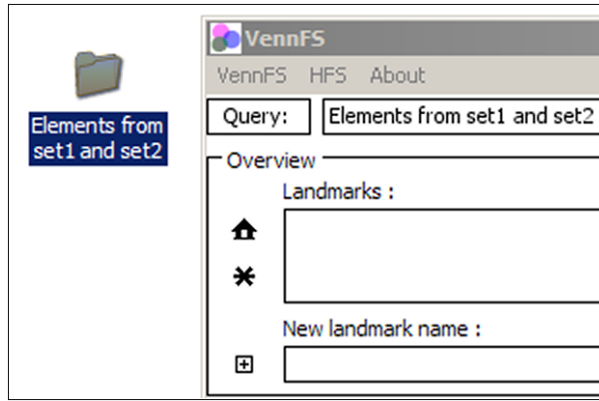 Elements from
set1 and set2
VennFS
VennFS HFS About
Query: Elements from set1 and set2
Overview
Landmarks :
New landmark name :